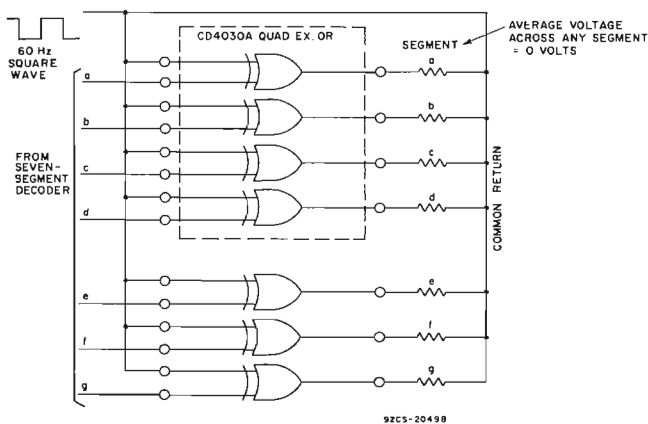 CD4030A QUAD EX. OR
AVERAGE VOLTAGE
ACROSS ANY SEGMENT
= 0 VOLTS
SEGMENT
60 Hz
SQUARE
WAVE
FROM
SEVEN-
SEGMENT
DECODER
a
b
c
d
e
f
g
a
b
c
d
e
f
g
COMMON RETURN
92CS-20498